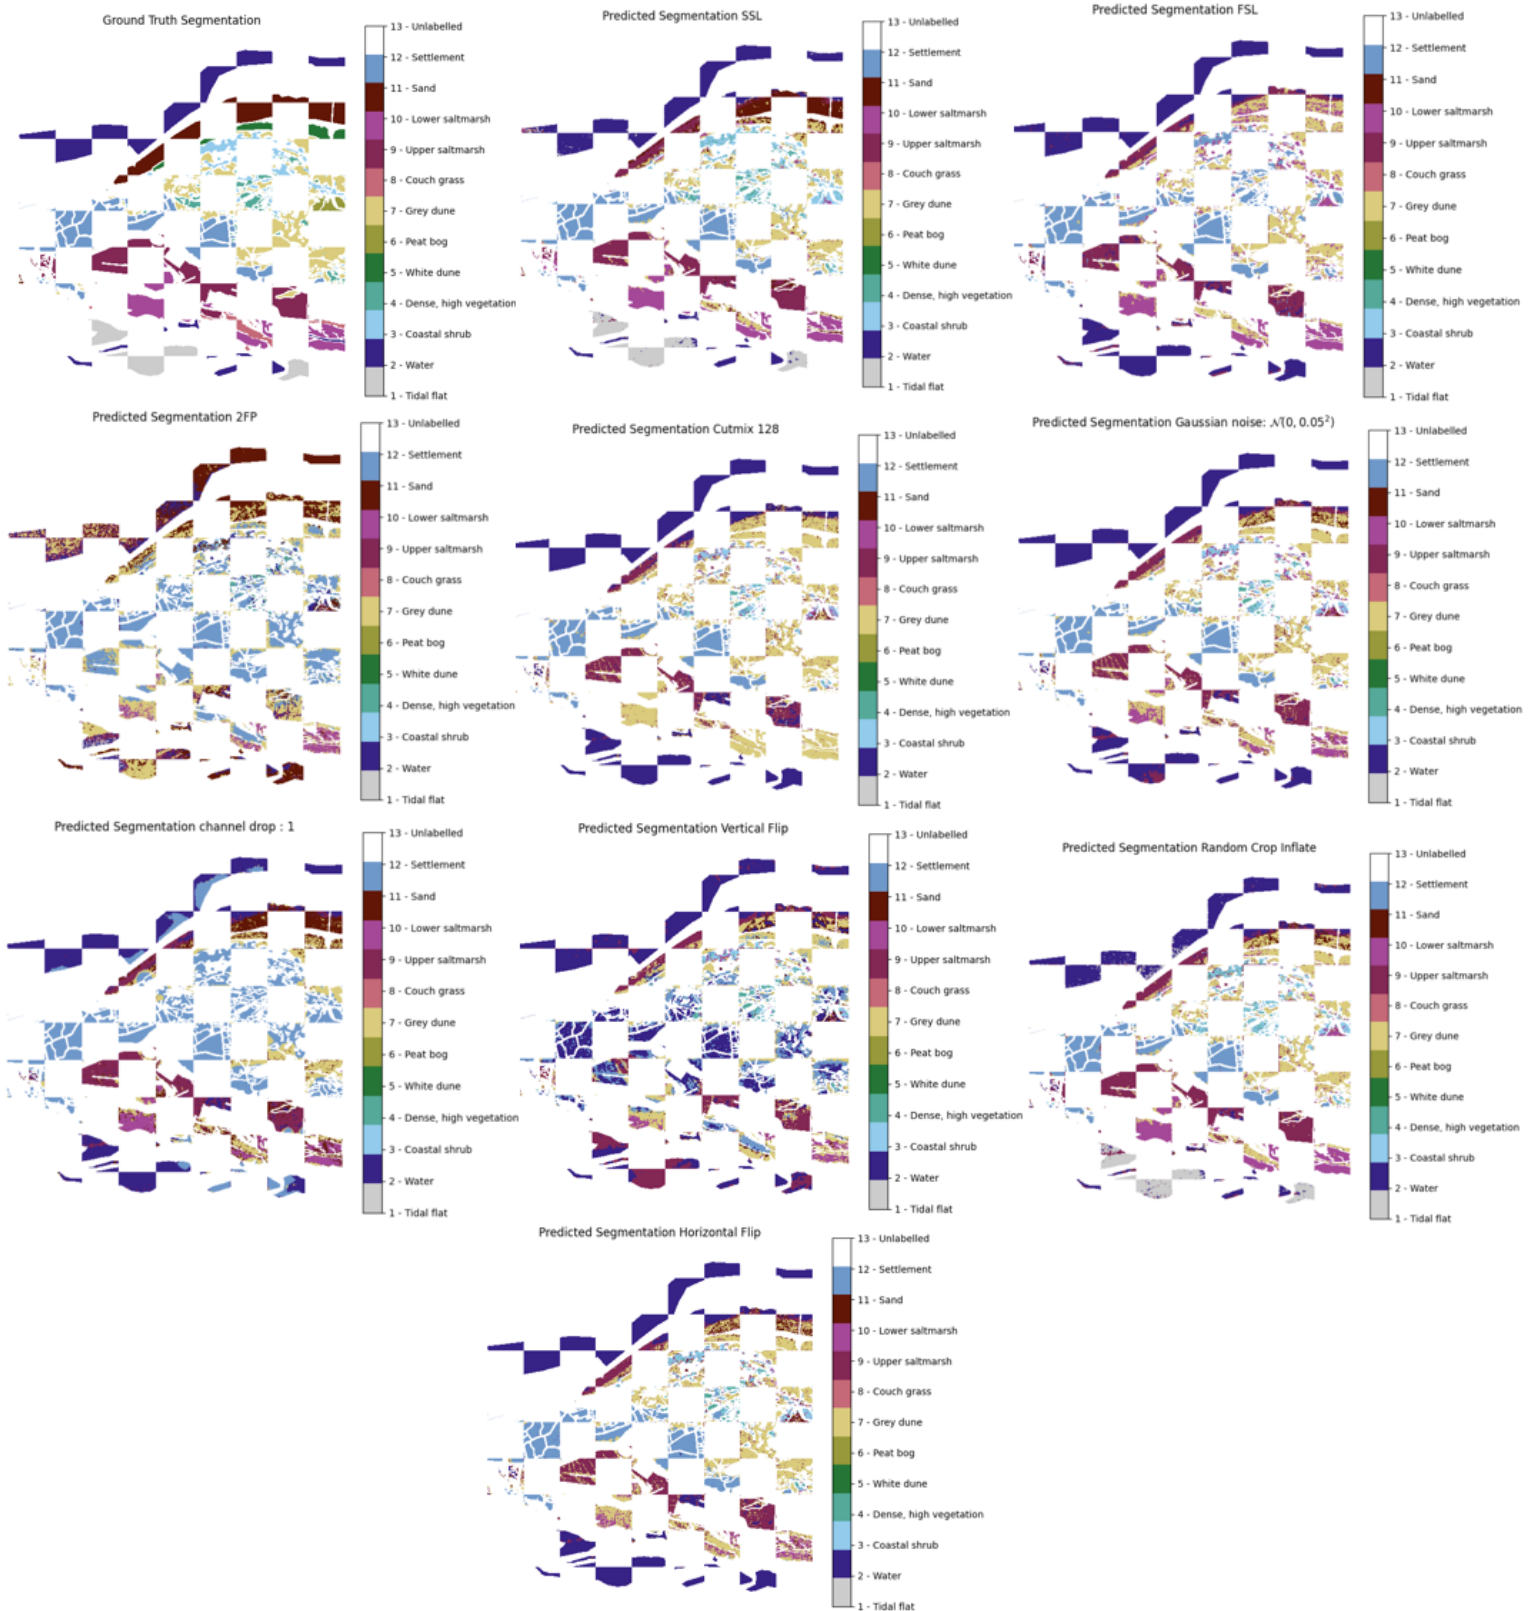 Ground Truth Segmentation
13 - Unlabelled
12 - Settlement
11 - Sand
10 - Lower saltmarsh
9 - Upper saltmarsh
8 - Couch grass
7 - Grey dune
6 - Peat bog
5 - White dune
4 - Dense, high vegetation
3 - Coastal shrub
2 - Water
1 - Tidal flat
Predicted Segmentation SSL
13 - Unlabelled
12 - Settlement
11 - Sand
10 - Lower saltmarsh
9 - Upper saltmarsh
8 - Couch grass
7 - Grey dune
6 - Peat bog
5 - White dune
4 - Dense, high vegetation
3 - Coastal shrub
2 - Water
1 - Tidal flat
Predicted Segmentation FSL
13 - Unlabelled
12 - Settlement
11 - Sand
10 - Lower saltmarsh
9 - Upper saltmarsh
8 - Couch grass
7 - Grey dune
6 - Peat bog
5 - White dune
4 - Dense, high vegetation
3 - Coastal shrub
2 - Water
1 - Tidal flat
Predicted Segmentation 2FP
13 - Unlabelled
12 - Settlement
11 - Sand
10 - Lower saltmarsh
9 - Upper saltmarsh
8 - Couch grass
7 - Grey dune
6 - Peat bog
5 - White dune
4 - Dense, high vegetation
3 - Coastal shrub
2 - Water
1 - Tidal flat
Predicted Segmentation Cutmix 128
13 - Unlabelled
12 - Settlement
11 - Sand
10 - Lower saltmarsh
9 - Upper saltmarsh
8 - Couch grass
7 - Grey dune
6 - Peat bog
5 - White dune
4 - Dense, high vegetation
3 - Coastal shrub
2 - Water
1 - Tidal flat
Predicted Segmentation Gaussian noise: 𝒩(0, 0.05²)
13 - Unlabelled
12 - Settlement
11 - Sand
10 - Lower saltmarsh
9 - Upper saltmarsh
8 - Couch grass
7 - Grey dune
6 - Peat bog
5 - White dune
4 - Dense, high vegetation
3 - Coastal shrub
2 - Water
1 - Tidal flat
Predicted Segmentation channel drop : 1
13 - Unlabelled
12 - Settlement
11 - Sand
10 - Lower saltmarsh
9 - Upper saltmarsh
8 - Couch grass
7 - Grey dune
6 - Peat bog
5 - White dune
4 - Dense, high vegetation
3 - Coastal shrub
2 - Water
1 - Tidal flat
Predicted Segmentation Vertical Flip
13 - Unlabelled
12 - Settlement
11 - Sand
10 - Lower saltmarsh
9 - Upper saltmarsh
8 - Couch grass
7 - Grey dune
6 - Peat bog
5 - White dune
4 - Dense, high vegetation
3 - Coastal shrub
2 - Water
1 - Tidal flat
Predicted Segmentation Random Crop Inflate
13 - Unlabelled
12 - Settlement
11 - Sand
10 - Lower saltmarsh
9 - Upper saltmarsh
8 - Couch grass
7 - Grey dune
6 - Peat bog
5 - White dune
4 - Dense, high vegetation
3 - Coastal shrub
2 - Water
1 - Tidal flat
Predicted Segmentation Horizontal Flip
13 - Unlabelled
12 - Settlement
11 - Sand
10 - Lower saltmarsh
9 - Upper saltmarsh
8 - Couch grass
7 - Grey dune
6 - Peat bog
5 - White dune
4 - Dense, high vegetation
3 - Coastal shrub
2 - Water
1 - Tidal flat